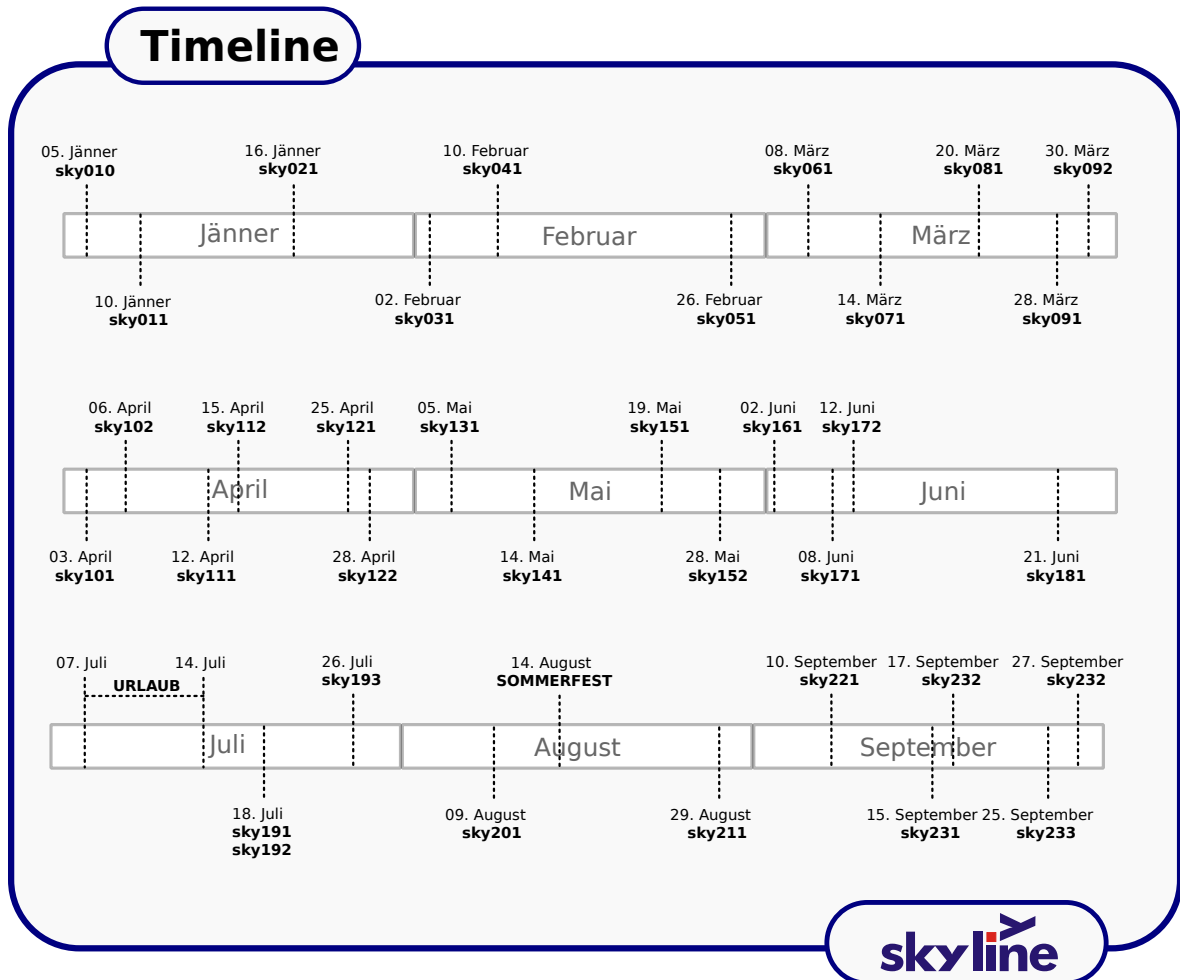 Timeline
05. Jänner
sky010
16. Jänner
sky021
10. Februar
sky041
08. März
sky061
20. März
sky081
30. März
sky092
Jänner
Februar
März
10. Jänner
sky011
02. Februar
sky031
26. Februar
sky051
14. März
sky071
28. März
sky091
06. April
sky102
15. April
sky112
25. April
sky121
05. Mai
sky131
19. Mai
sky151
02. Juni
sky161
12. Juni
sky172
April
Mai
Juni
03. April
sky101
12. April
sky111
28. April
sky122
14. Mai
sky141
28. Mai
sky152
08. Juni
sky171
21. Juni
sky181
07. Juli
14. Juli
URLAUB
26. Juli
sky193
14. August
SOMMERFEST
10. September
sky221
17. September
sky232
27. September
sky232
Juli
August
September
18. Juli
sky191
sky192
09. August
sky201
29. August
sky211
15. September
sky231
25. September
sky233
skyline